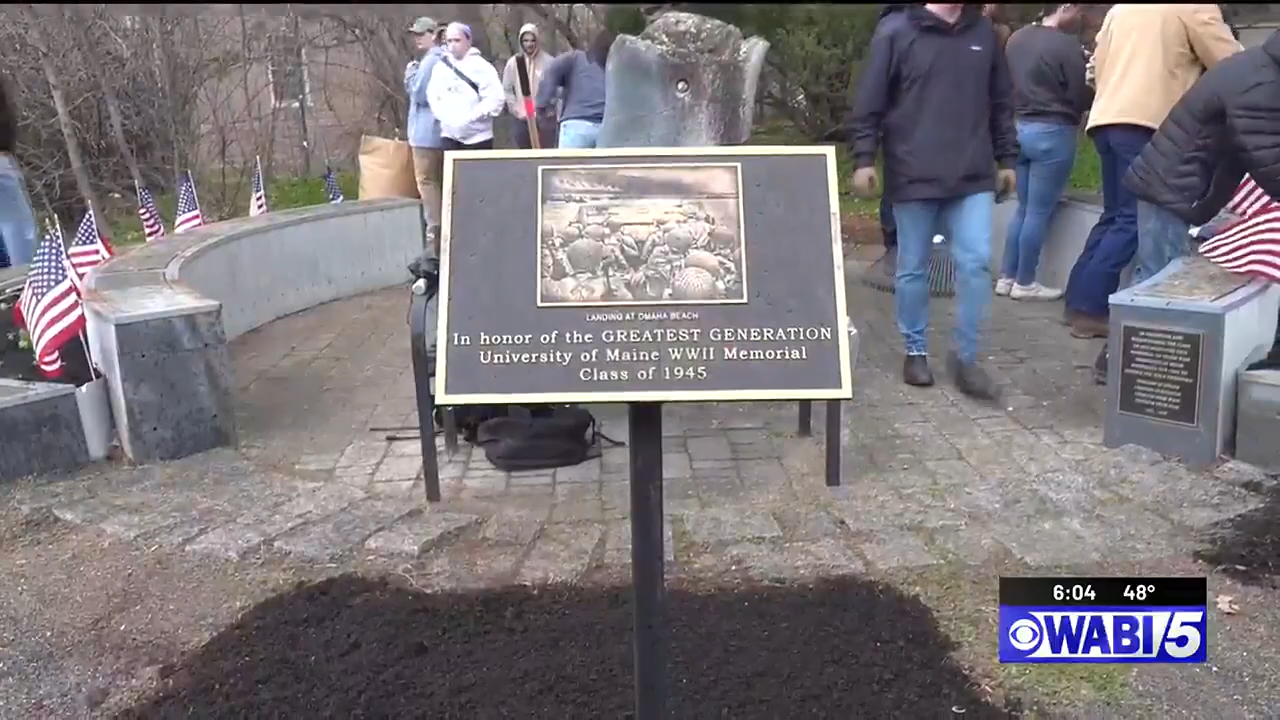 LANDING AT OMAHA BEACH
In honor of the GREATEST GENERATION
University of Maine WWII Memorial
Class of 1945
6:04 48°
WABI 5